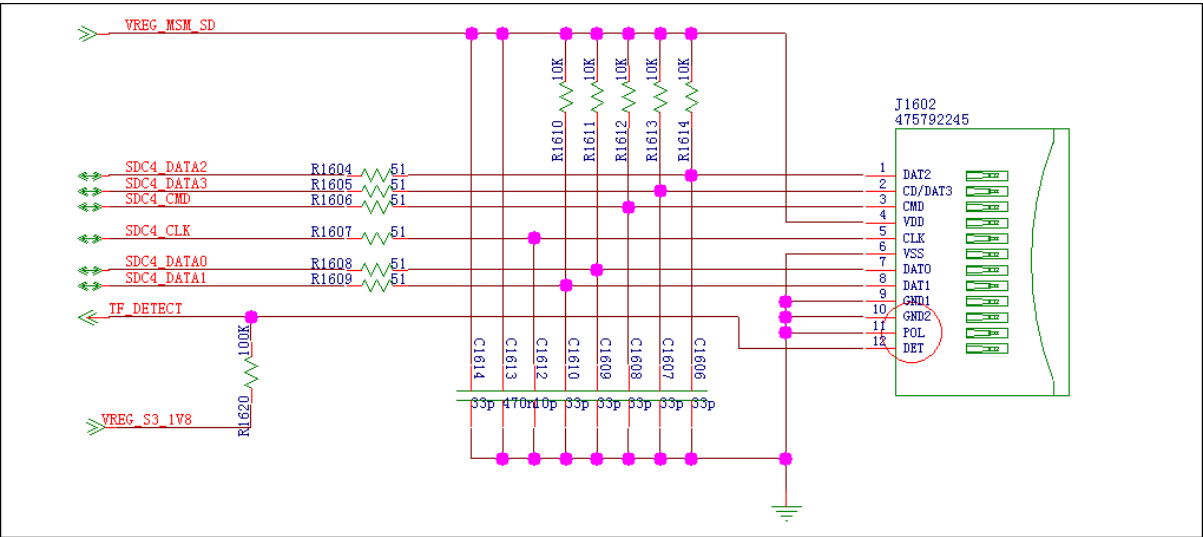 VREG_MSM_SD
10K
10K
10K
10K
10K
R1610
R1611
R1612
R1613
R1614
J1602
475792245
SDC4_DATA2
R1604
51
1
DAT2
SDC4_DATA3
R1605
51
2
CD/DAT3
SDC4_CMD
R1606
51
3
CMD
4
VDD
SDC4_CLK
R1607
51
5
CLK
6
VSS
SDC4_DATA0
R1608
51
7
DAT0
SDC4_DATA1
R1609
51
8
DAT1
9
GND1
10
GND2
TF_DETECT
11
POL
12
DET
100K
R1620
C1614
C1613
C1612
C1610
C1609
C1608
C1607
C1606
33p
470n
10p
33p
33p
33p
33p
33p
VREG_S3_1V8